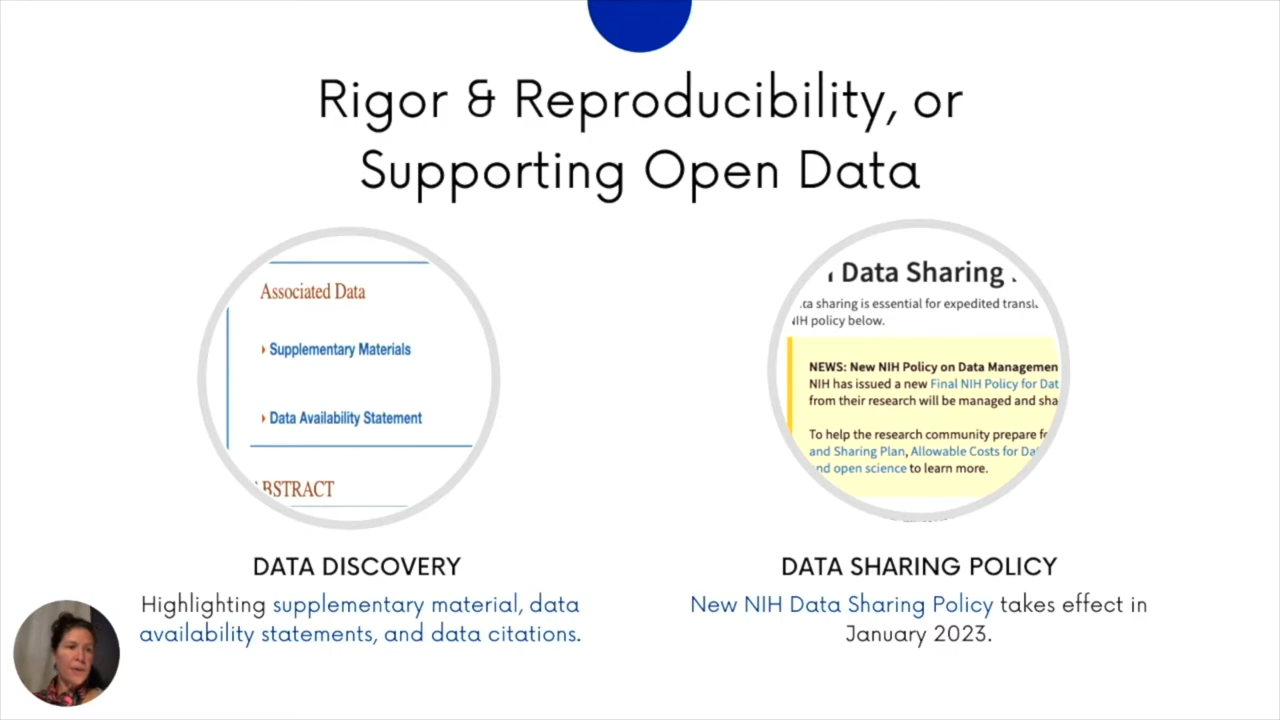 Rigor & Reproducibility, or
Supporting Open Data
Associated Data
Supplementary Materials
Data Availability Statement
BSTRACT
Data Sharing
ta sharing is essential for expedited transl
NIH policy below.
NEWS: New NIH Policy on Data Managemen
NIH has issued a new Final NIH Policy for Dat
from their research will be managed and sha
To help the research community prepare fo
and Sharing Plan, Allowable Costs for Da
nd open science to learn more.
DATA DISCOVERY
Highlighting supplementary material, data
availability statements, and data citations.
DATA SHARING POLICY
New NIH Data Sharing Policy takes effect in
January 2023.